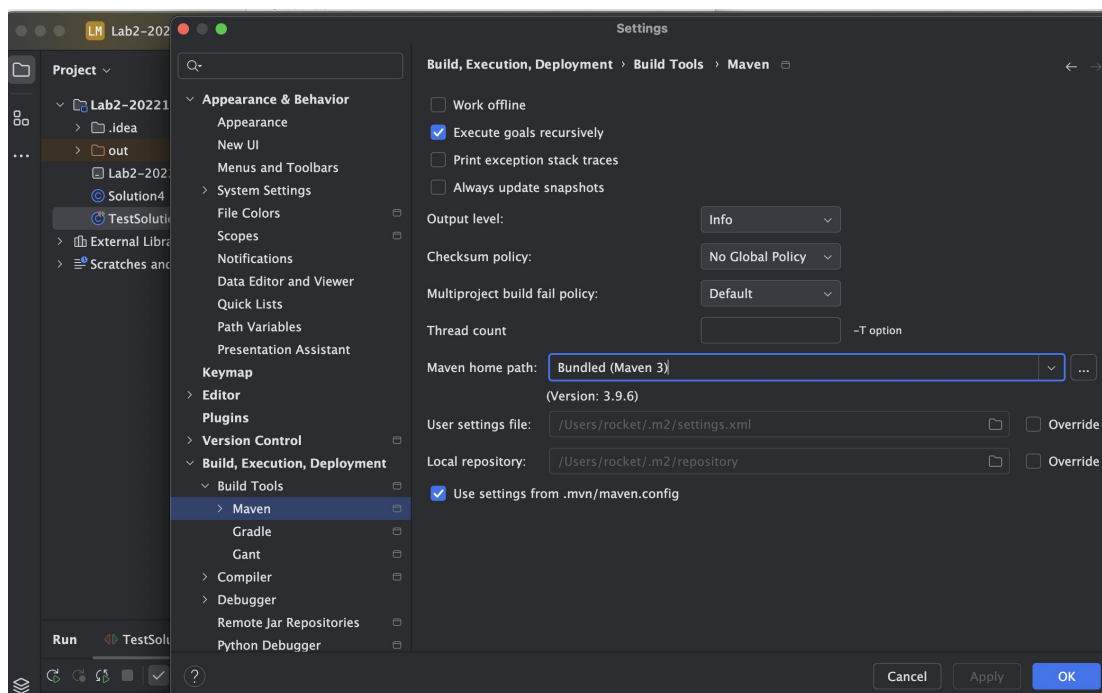 LM Lab2-202
Settings
Project
Lab2-20221
.idea
out
Lab2-202
Solution4
TestSoluti
External Libra
Scratches and
Run
TestSolu
Appearance & Behavior
Appearance
New UI
Menus and Toolbars
System Settings
File Colors
Scopes
Notifications
Data Editor and Viewer
Quick Lists
Path Variables
Presentation Assistant
Keymap
Editor
Plugins
Version Control
Build, Execution, Deployment
Build Tools
Maven
Gradle
Gant
Compiler
Debugger
Remote Jar Repositories
Python Debugger
?
Build, Execution, Deployment › Build Tools › Maven
Work offline
Execute goals recursively
Print exception stack traces
Always update snapshots
Output level: Info
Checksum policy: No Global Policy
Multiproject build fail policy: Default
Thread count -T option
Maven home path: Bundled (Maven 3) ...
(Version: 3.9.6)
User settings file: /Users/rocket/.m2/settings.xml Override
Local repository: /Users/rocket/.m2/repository Override
Use settings from .mvn/maven.config
Cancel Apply OK